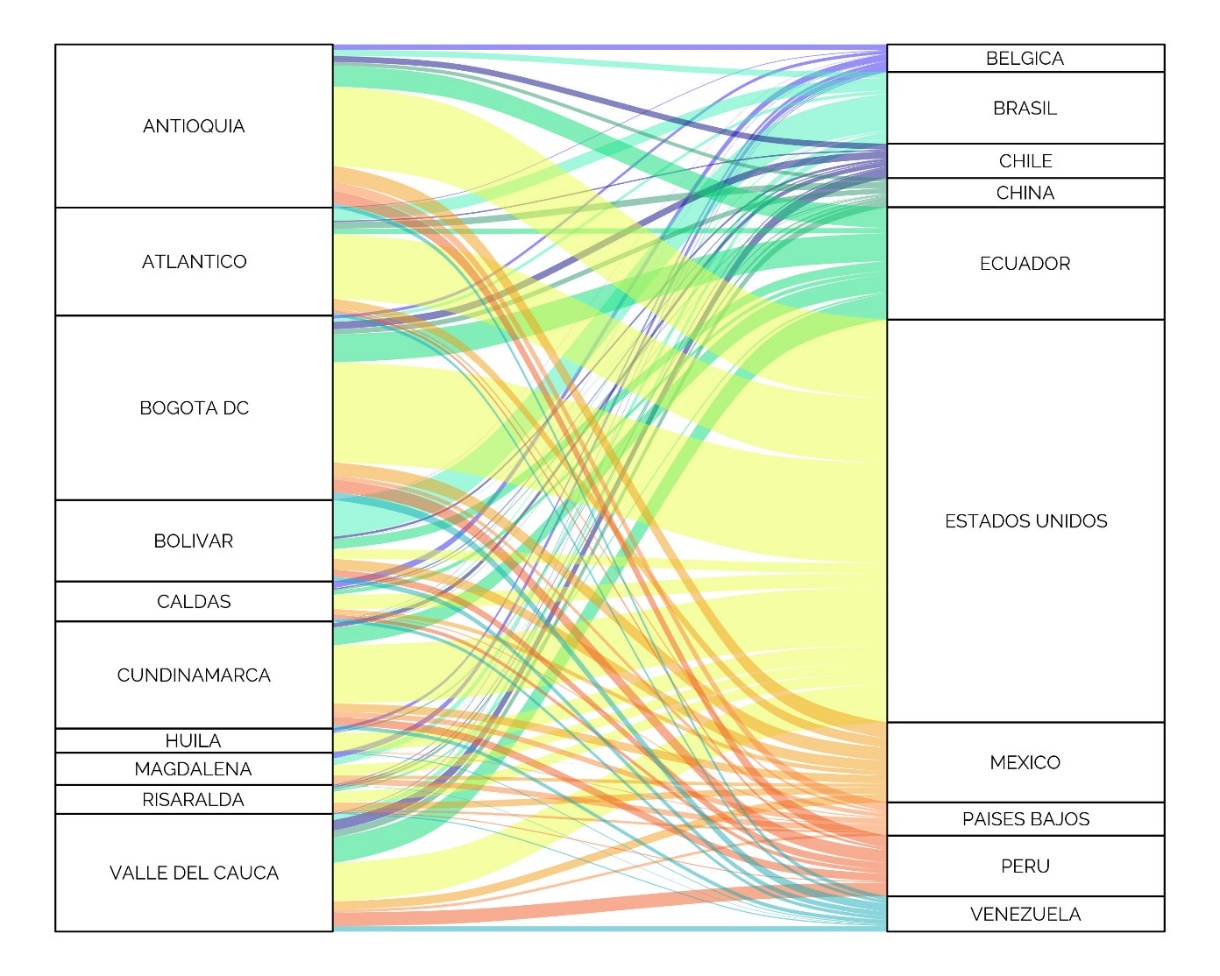 ANTIOQUIA
ATLANTICO
BOGOTA DC
BOLIVAR
CALDAS
CUNDINAMARCA
HUILA
MAGDALENA
RISARALDA
VALLE DEL CAUCA
BELGICA
BRASIL
CHILE
CHINA
ECUADOR
ESTADOS UNIDOS
MEXICO
PAISES BAJOS
PERU
VENEZUELA